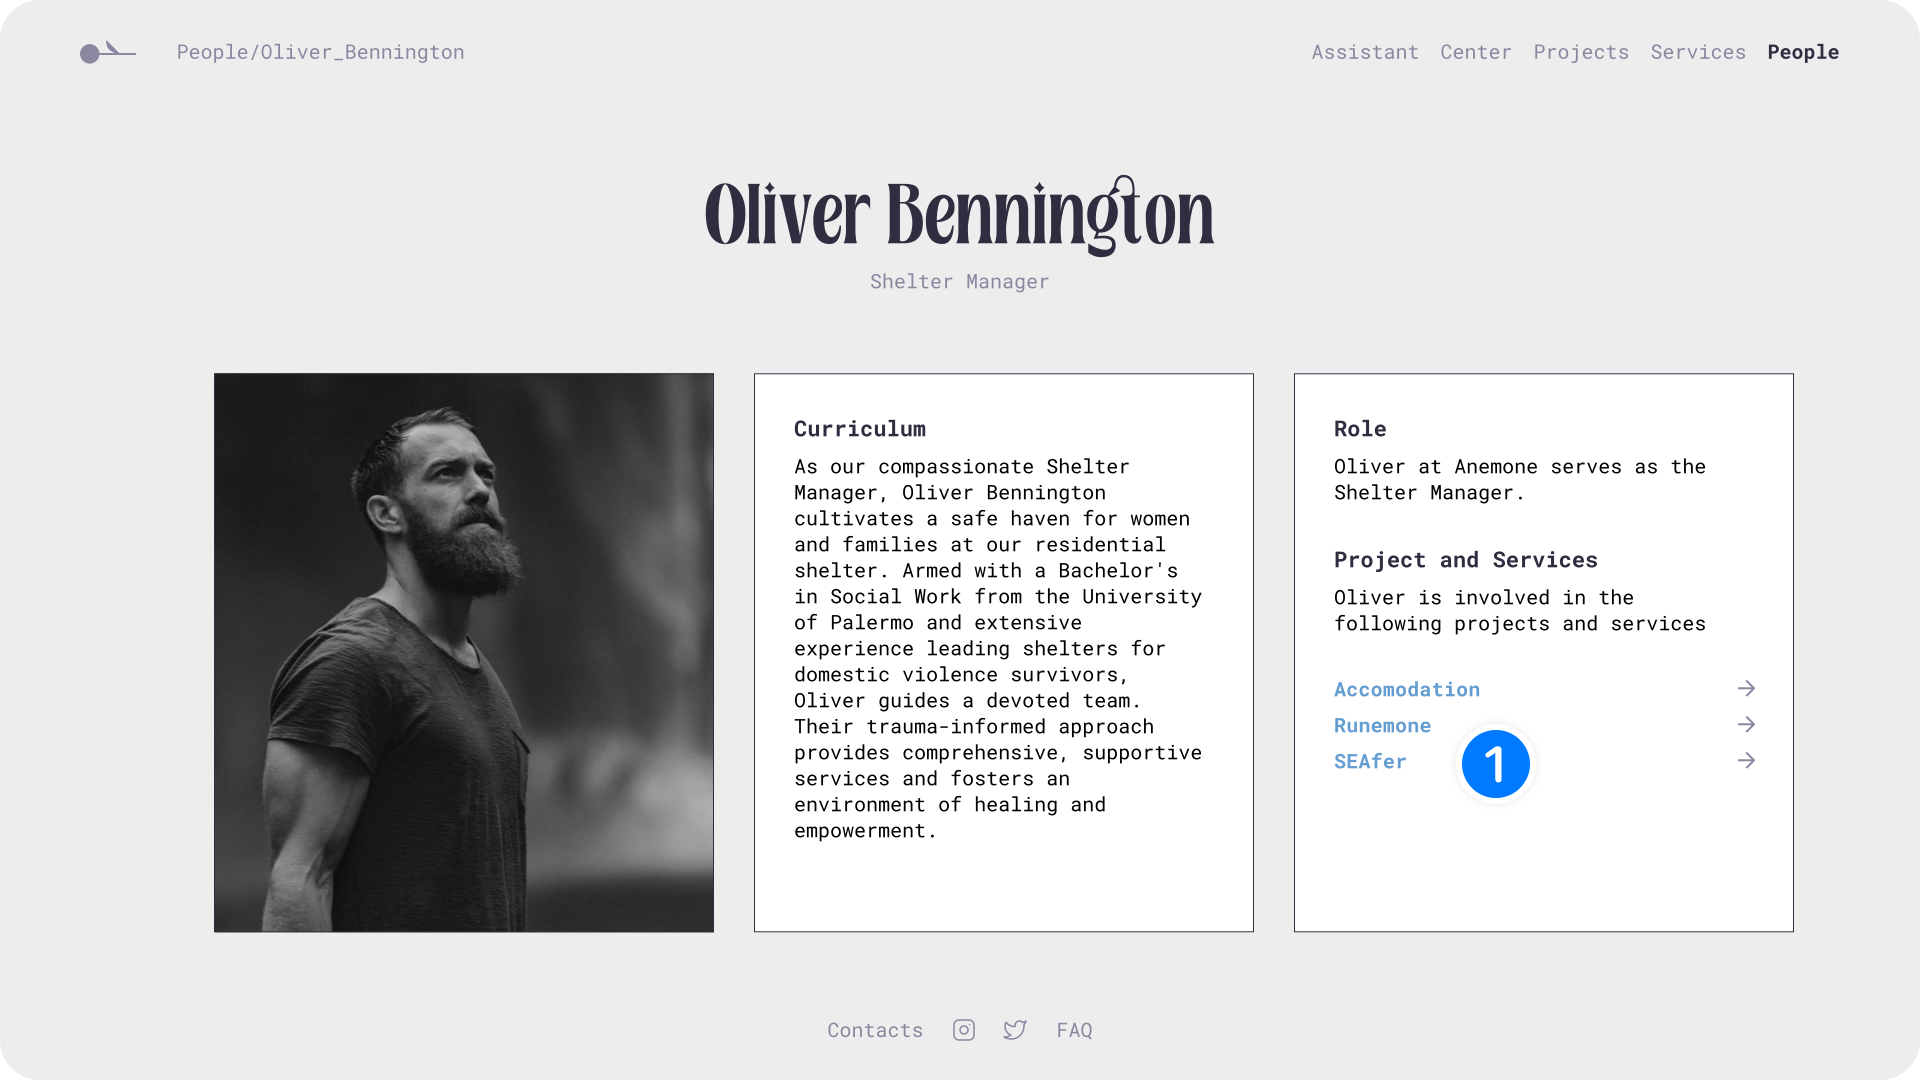 People/Oliver_Bennington
Assistant Center Projects Services People
Oliver Bennington
Shelter Manager
Curriculum
As our compassionate Shelter
Manager, Oliver Bennington
cultivates a safe haven for women
and families at our residential
shelter. Armed with a Bachelor's
in Social Work from the University
of Palermo and extensive
experience leading shelters for
domestic violence survivors,
Oliver guides a devoted team.
Their trauma-informed approach
provides comprehensive, supportive
services and fosters an
environment of healing and
empowerment.
Role
Oliver at Anemone serves as the
Shelter Manager.
Project and Services
Oliver is involved in the
following projects and services
Accomodation
Runemone
SEAfer
1
Contacts FAQ